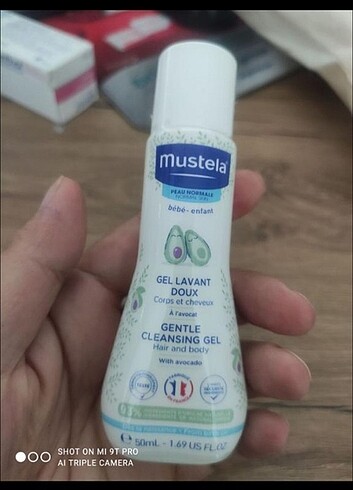 mustela
PEAU NORMALE
NORMAL SKIN
bébé - enfant
GEL LAVANT
DOUX
Corps et cheveux
À l'avocat
GENTLE
CLEANSING GEL
Hair and body
With avocado
93%
℮ 50mL - 1.69 US FL.OZ
SHOT ON MI 9T PRO
AI TRIPLE CAMERA